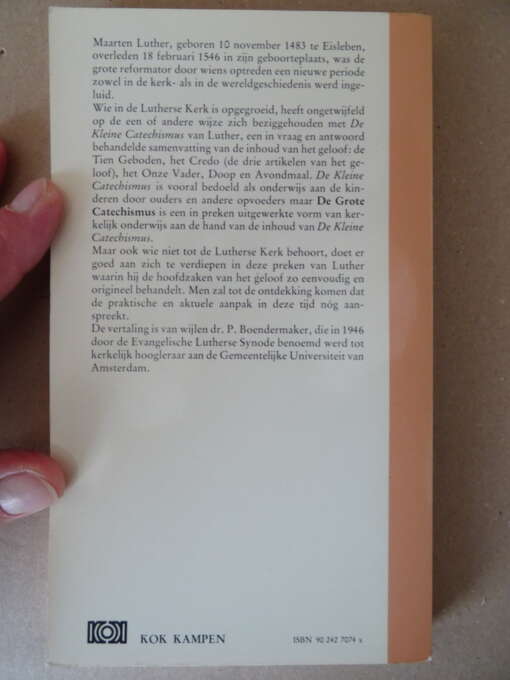 Maarten Luther, geboren 10 november 1483 te Eisleben,
overleden 18 februari 1546 in zijn geboorteplaats, was de
grote reformator door wiens optreden een nieuwe periode
zowel in de kerk- als in de wereldgeschiedenis werd inge-
luid.
Wie in de Lutherse Kerk is opgegroeid, heeft ongetwijfeld
op de een of andere wijze zich beziggehouden met De
Kleine Catechismus van Luther, een in vraag en antwoord
behandelde samenvatting van de inhoud van het geloof: de
Tien Geboden, het Credo (de drie artikelen van het ge-
loof), het Onze Vader, Doop en Avondmaal. De Kleine
Catechismus is vooral bedoeld als onderwijs aan de kin-
deren door ouders en andere opvoeders maar De Grote
Catechismus is een in preken uitgewerkte vorm van ker-
kelijk onderwijs aan de hand van de inhoud van De Kleine
Catechismus.
Maar ook wie niet tot de Lutherse Kerk behoort, doet er
goed aan zich te verdiepen in deze preken van Luther
waarin hij de hoofdzaken van het geloof zo eenvoudig en
origineel behandelt. Men zal tot de ontdekking komen dat
de praktische en aktuele aanpak in deze tijd nóg aan-
spreekt.
De vertaling is van wijlen dr. P. Boendermaker, die in 1946
door de Evangelische Lutherse Synode benoemd werd tot
kerkelijk hoogleraar aan de Gemeentelijke Universiteit van
Amsterdam.
KOK KAMPEN
ISBN 90 242 7074 x